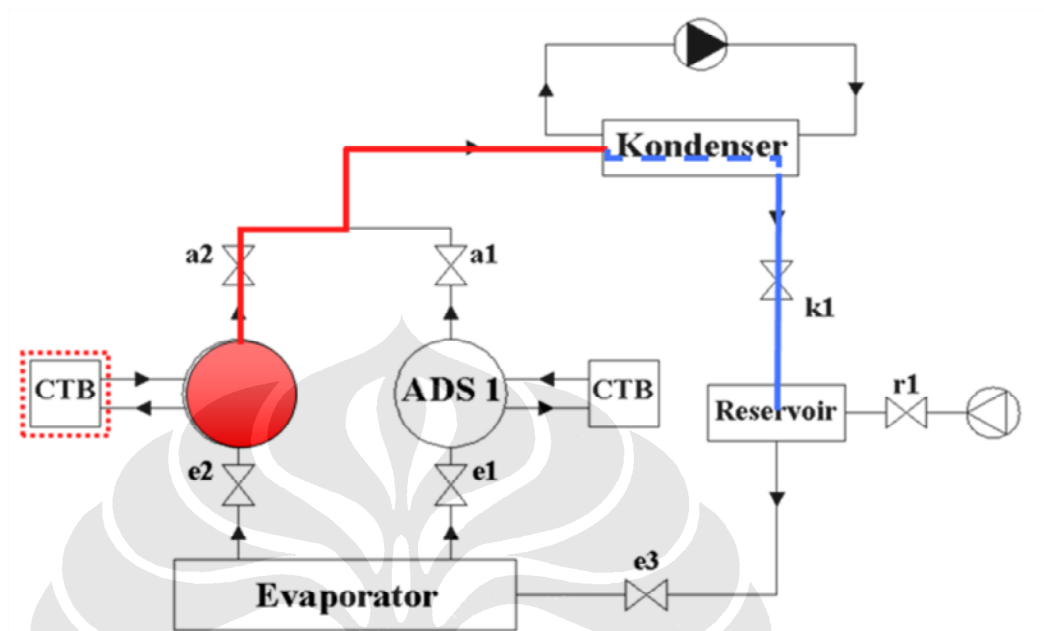 Kondenser
a2
a1
k1
CTB
ADS 1
CTB
Reservoir
r1
e2
e1
e3
Evaporator